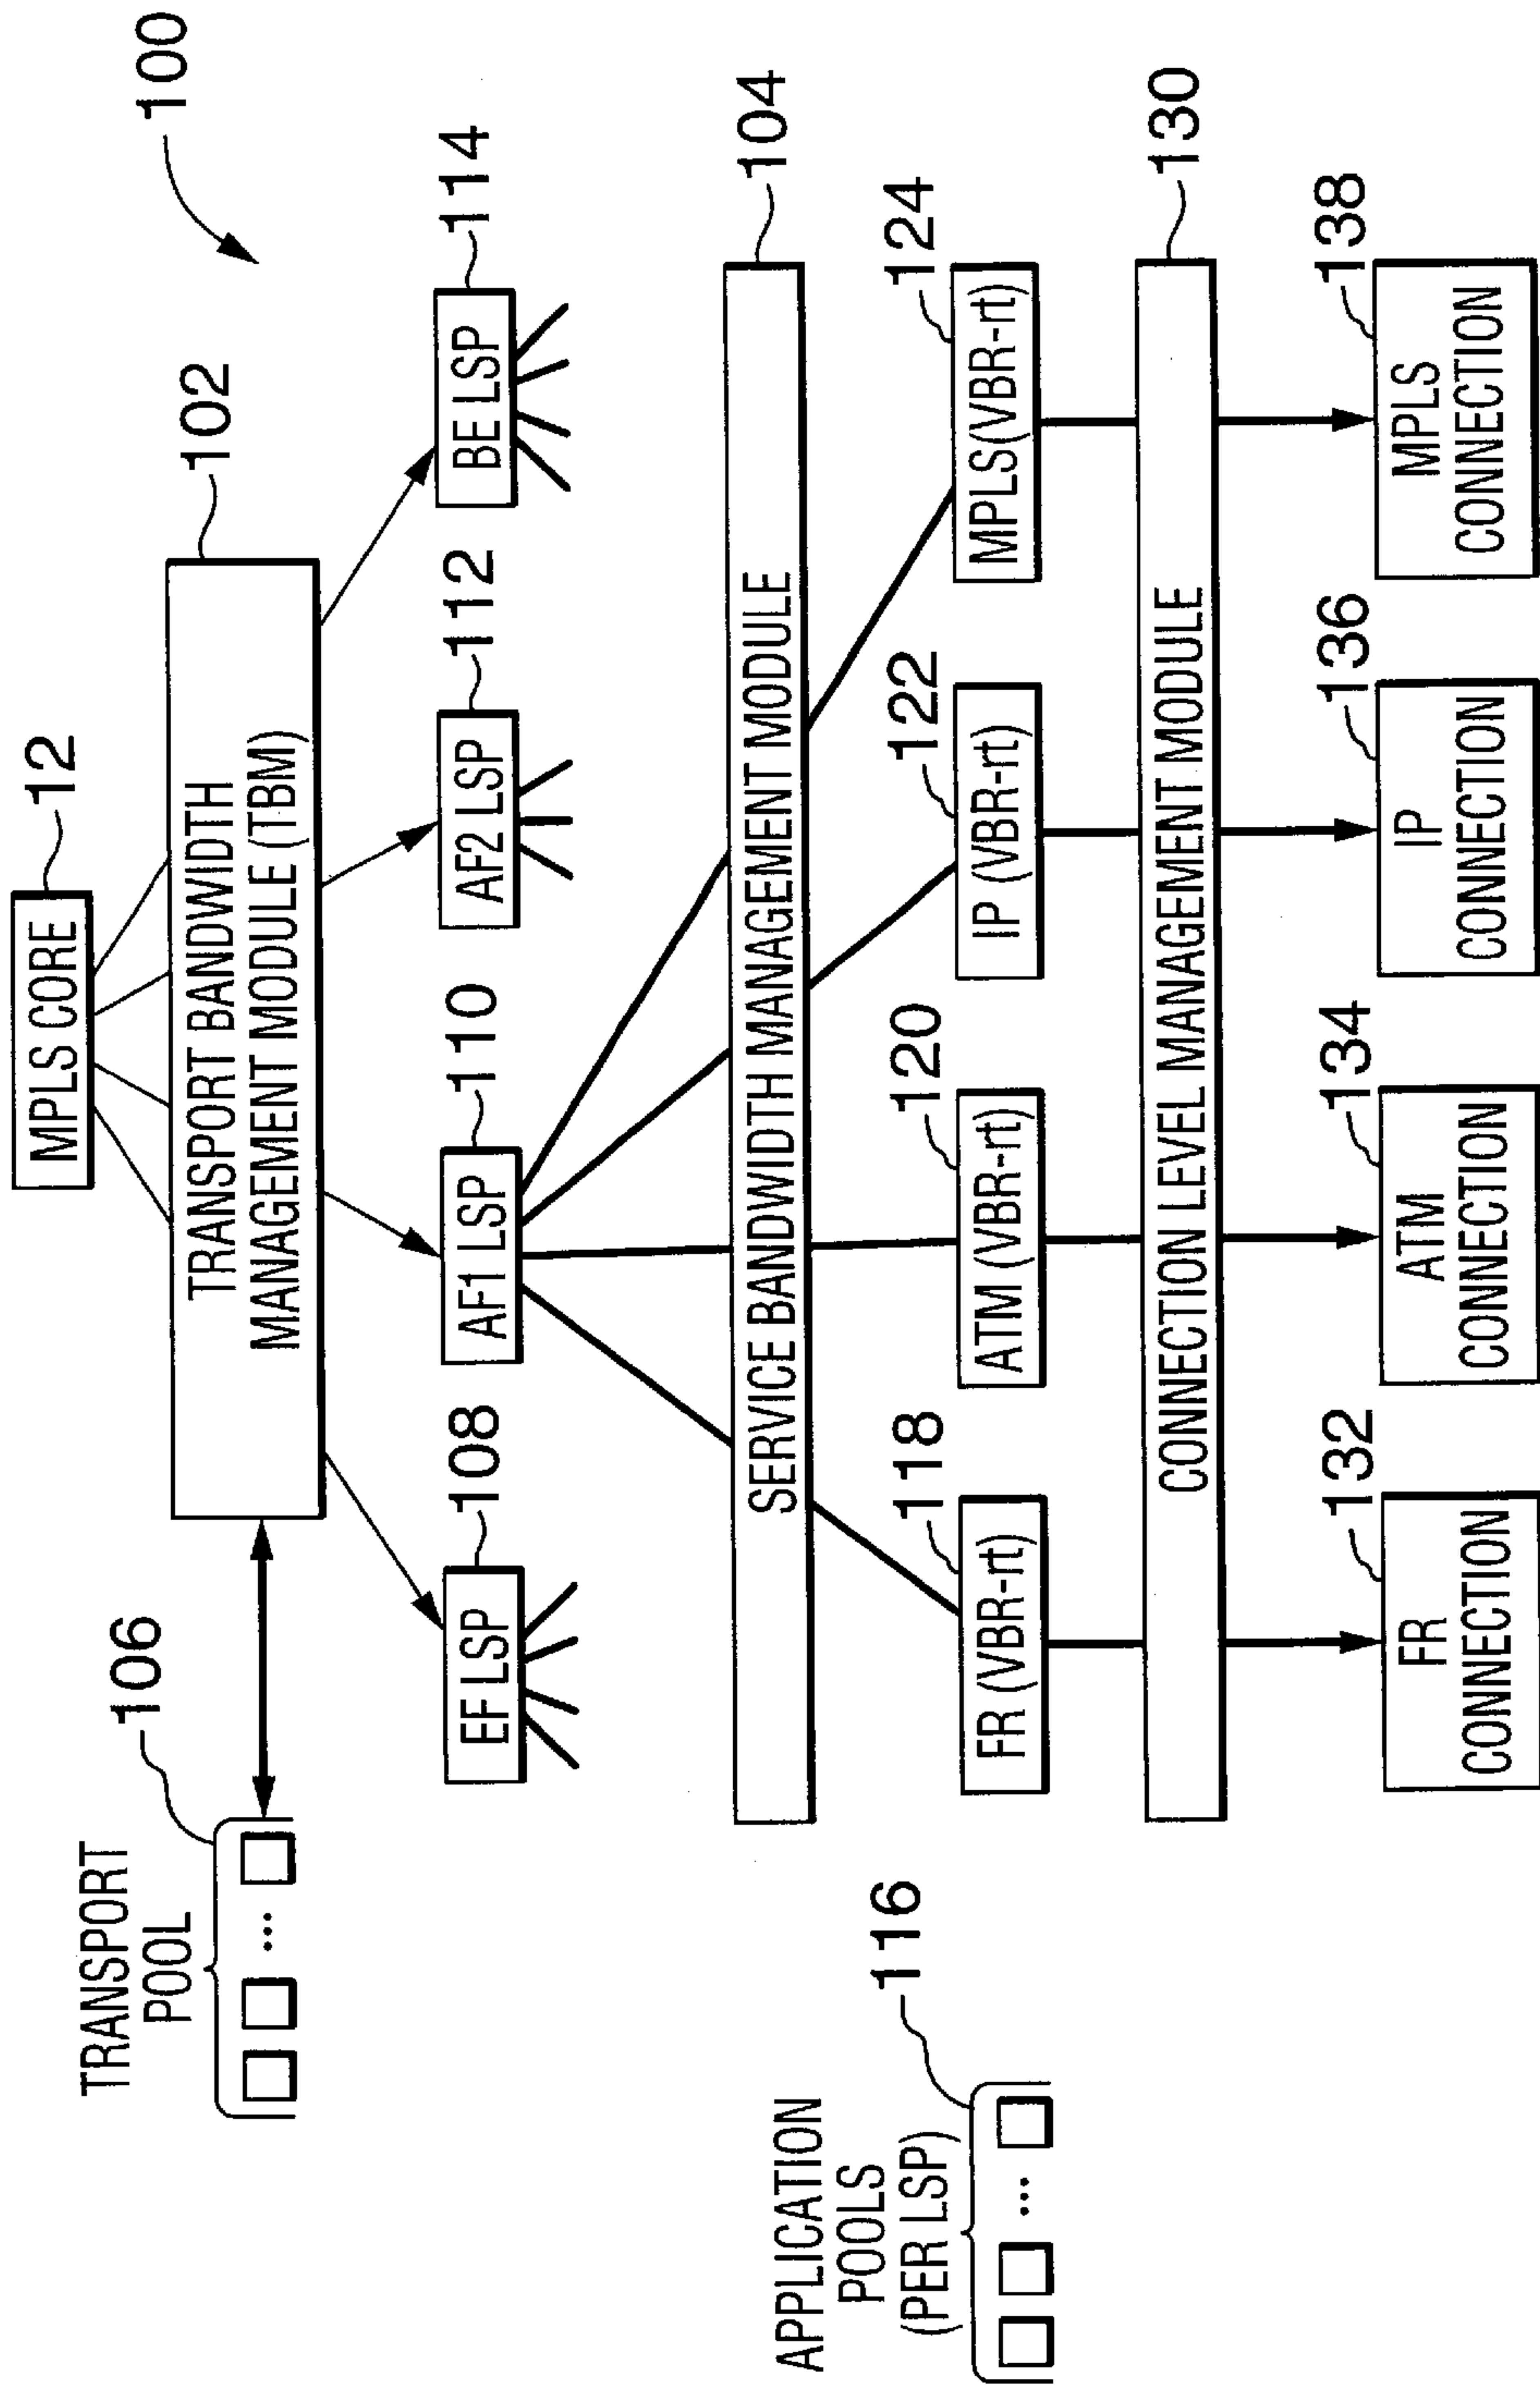 100
MPLS CORE
12
TRANSPORT BANDWIDTH
MANAGEMENT MODULE (TBM)
102
TRANSPORT
POOL
106
...
EF LSP
108
AF1 LSP
110
AF2 LSP
112
BE LSP
114
SERVICE BANDWIDTH MANAGEMENT MODULE
104
APPLICATION
POOLS
(PER LSP)
116
...
FR (VBR-rt)
118
ATM (VBR-rt)
120
IP (VBR-rt)
122
MPLS(VBR-rt)
124
CONNECTION LEVEL MANAGEMENT MODULE
130
FR
CONNECTION
132
ATM
CONNECTION
134
IP
CONNECTION
136
MPLS
CONNECTION
138